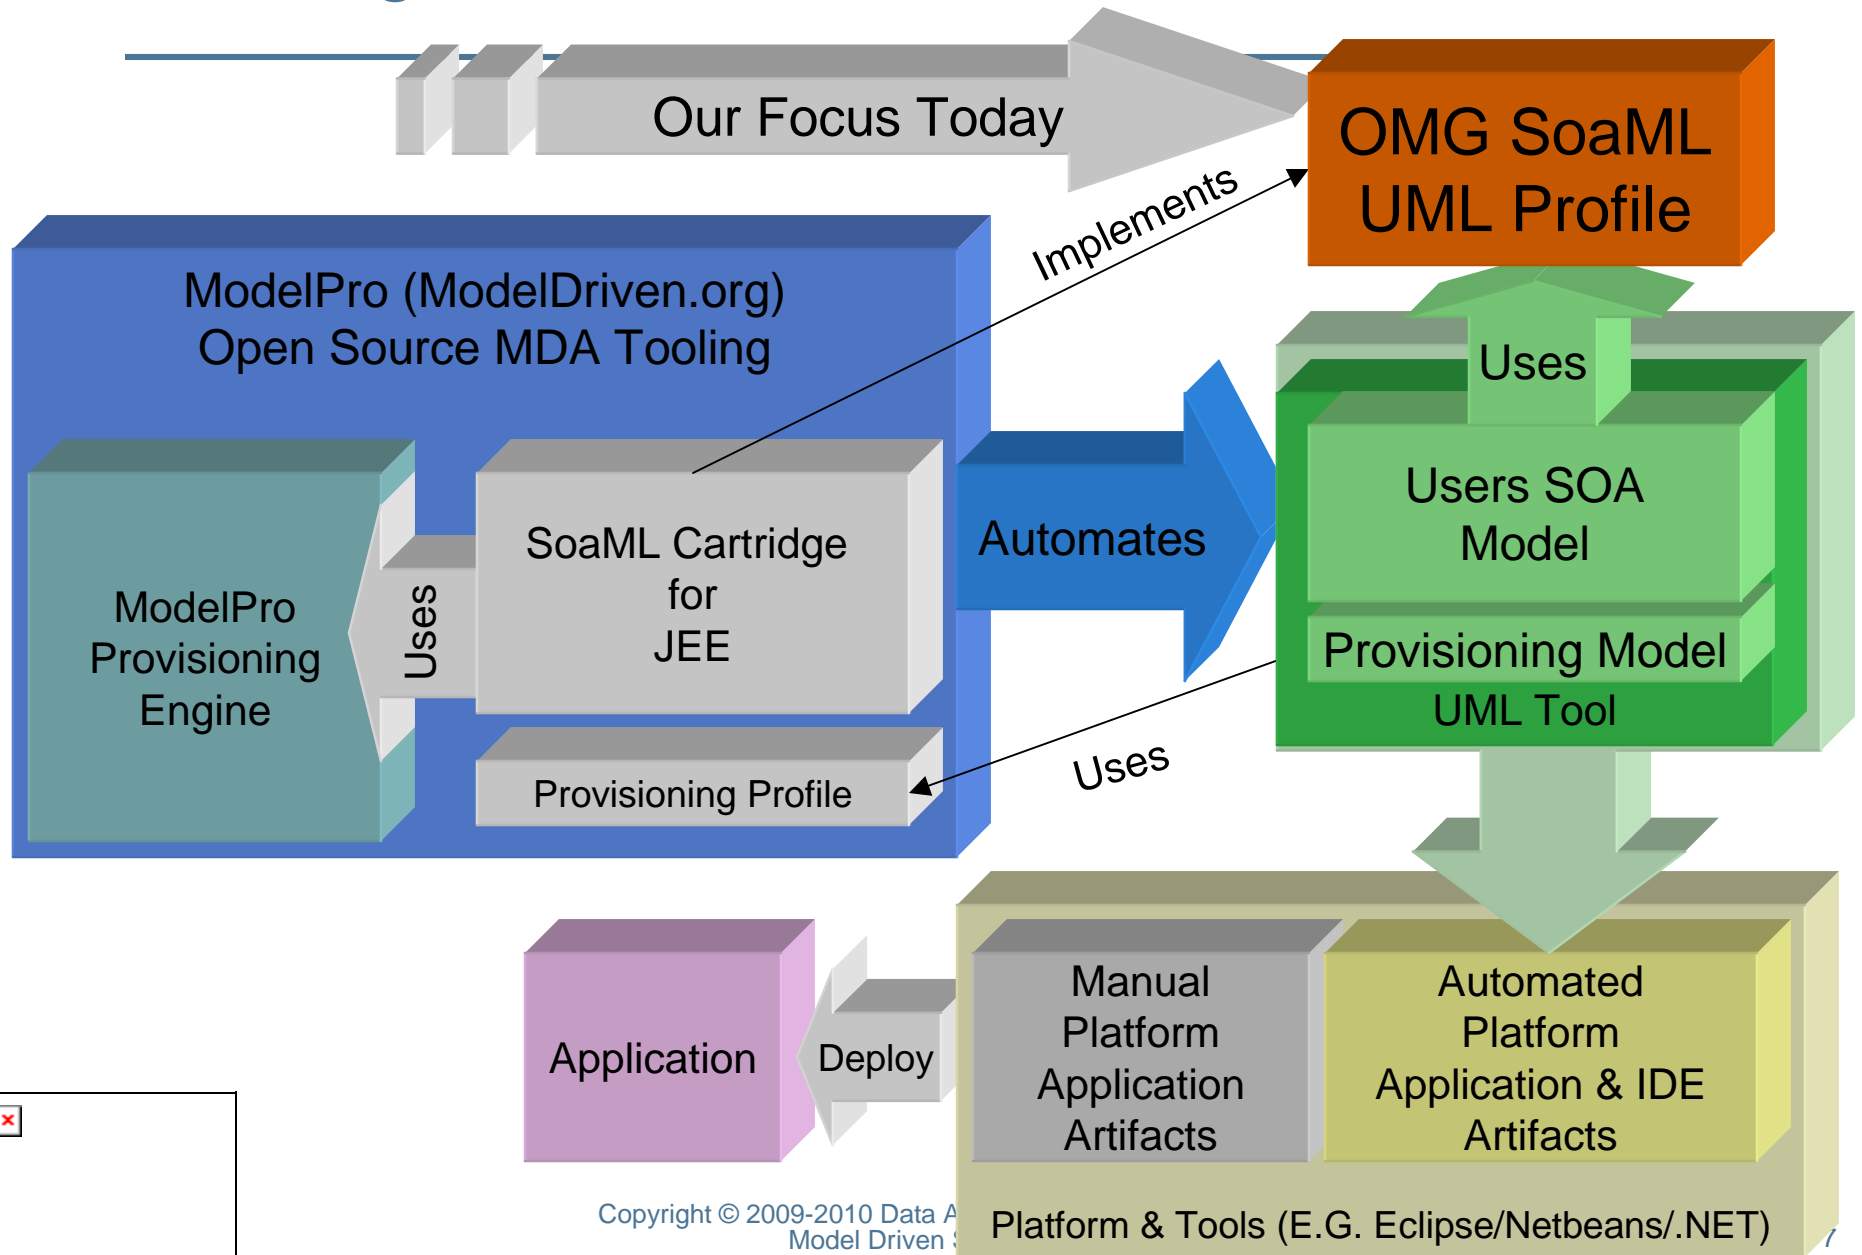 Our Focus Today
OMG SoaML
UML Profile
Implements
ModelPro (ModelDriven.org)
Open Source MDA Tooling
Uses
Automates
Users SOA
Model
SoaML Cartridge
for
JEE
Uses
ModelPro
Provisioning
Engine
Provisioning Model
UML Tool
Uses
Provisioning Profile
Manual
Platform
Application
Artifacts
Automated
Platform
Application & IDE
Artifacts
Application
Deploy
Copyright © 2009-2010 Data
Model Driven
Platform & Tools (E.G. Eclipse/Netbeans/.NET)
7